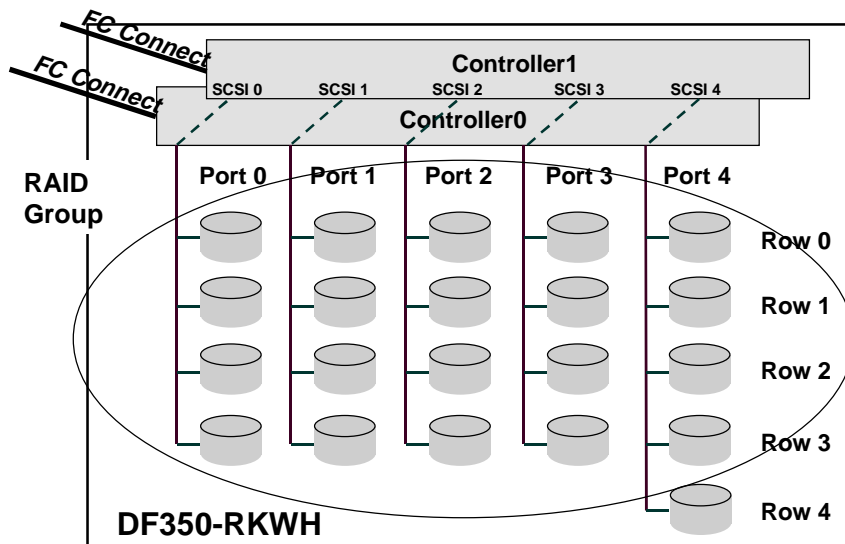 FC Connect
FC Connect
Controller1
SCSI 0 SCSI 1 SCSI 2 SCSI 3 SCSI 4
Controller0
RAID
Group
Port 0 Port 1 Port 2 Port 3 Port 4
Row 0
Row 1
Row 2
Row 3
Row 4
DF350-RKWH